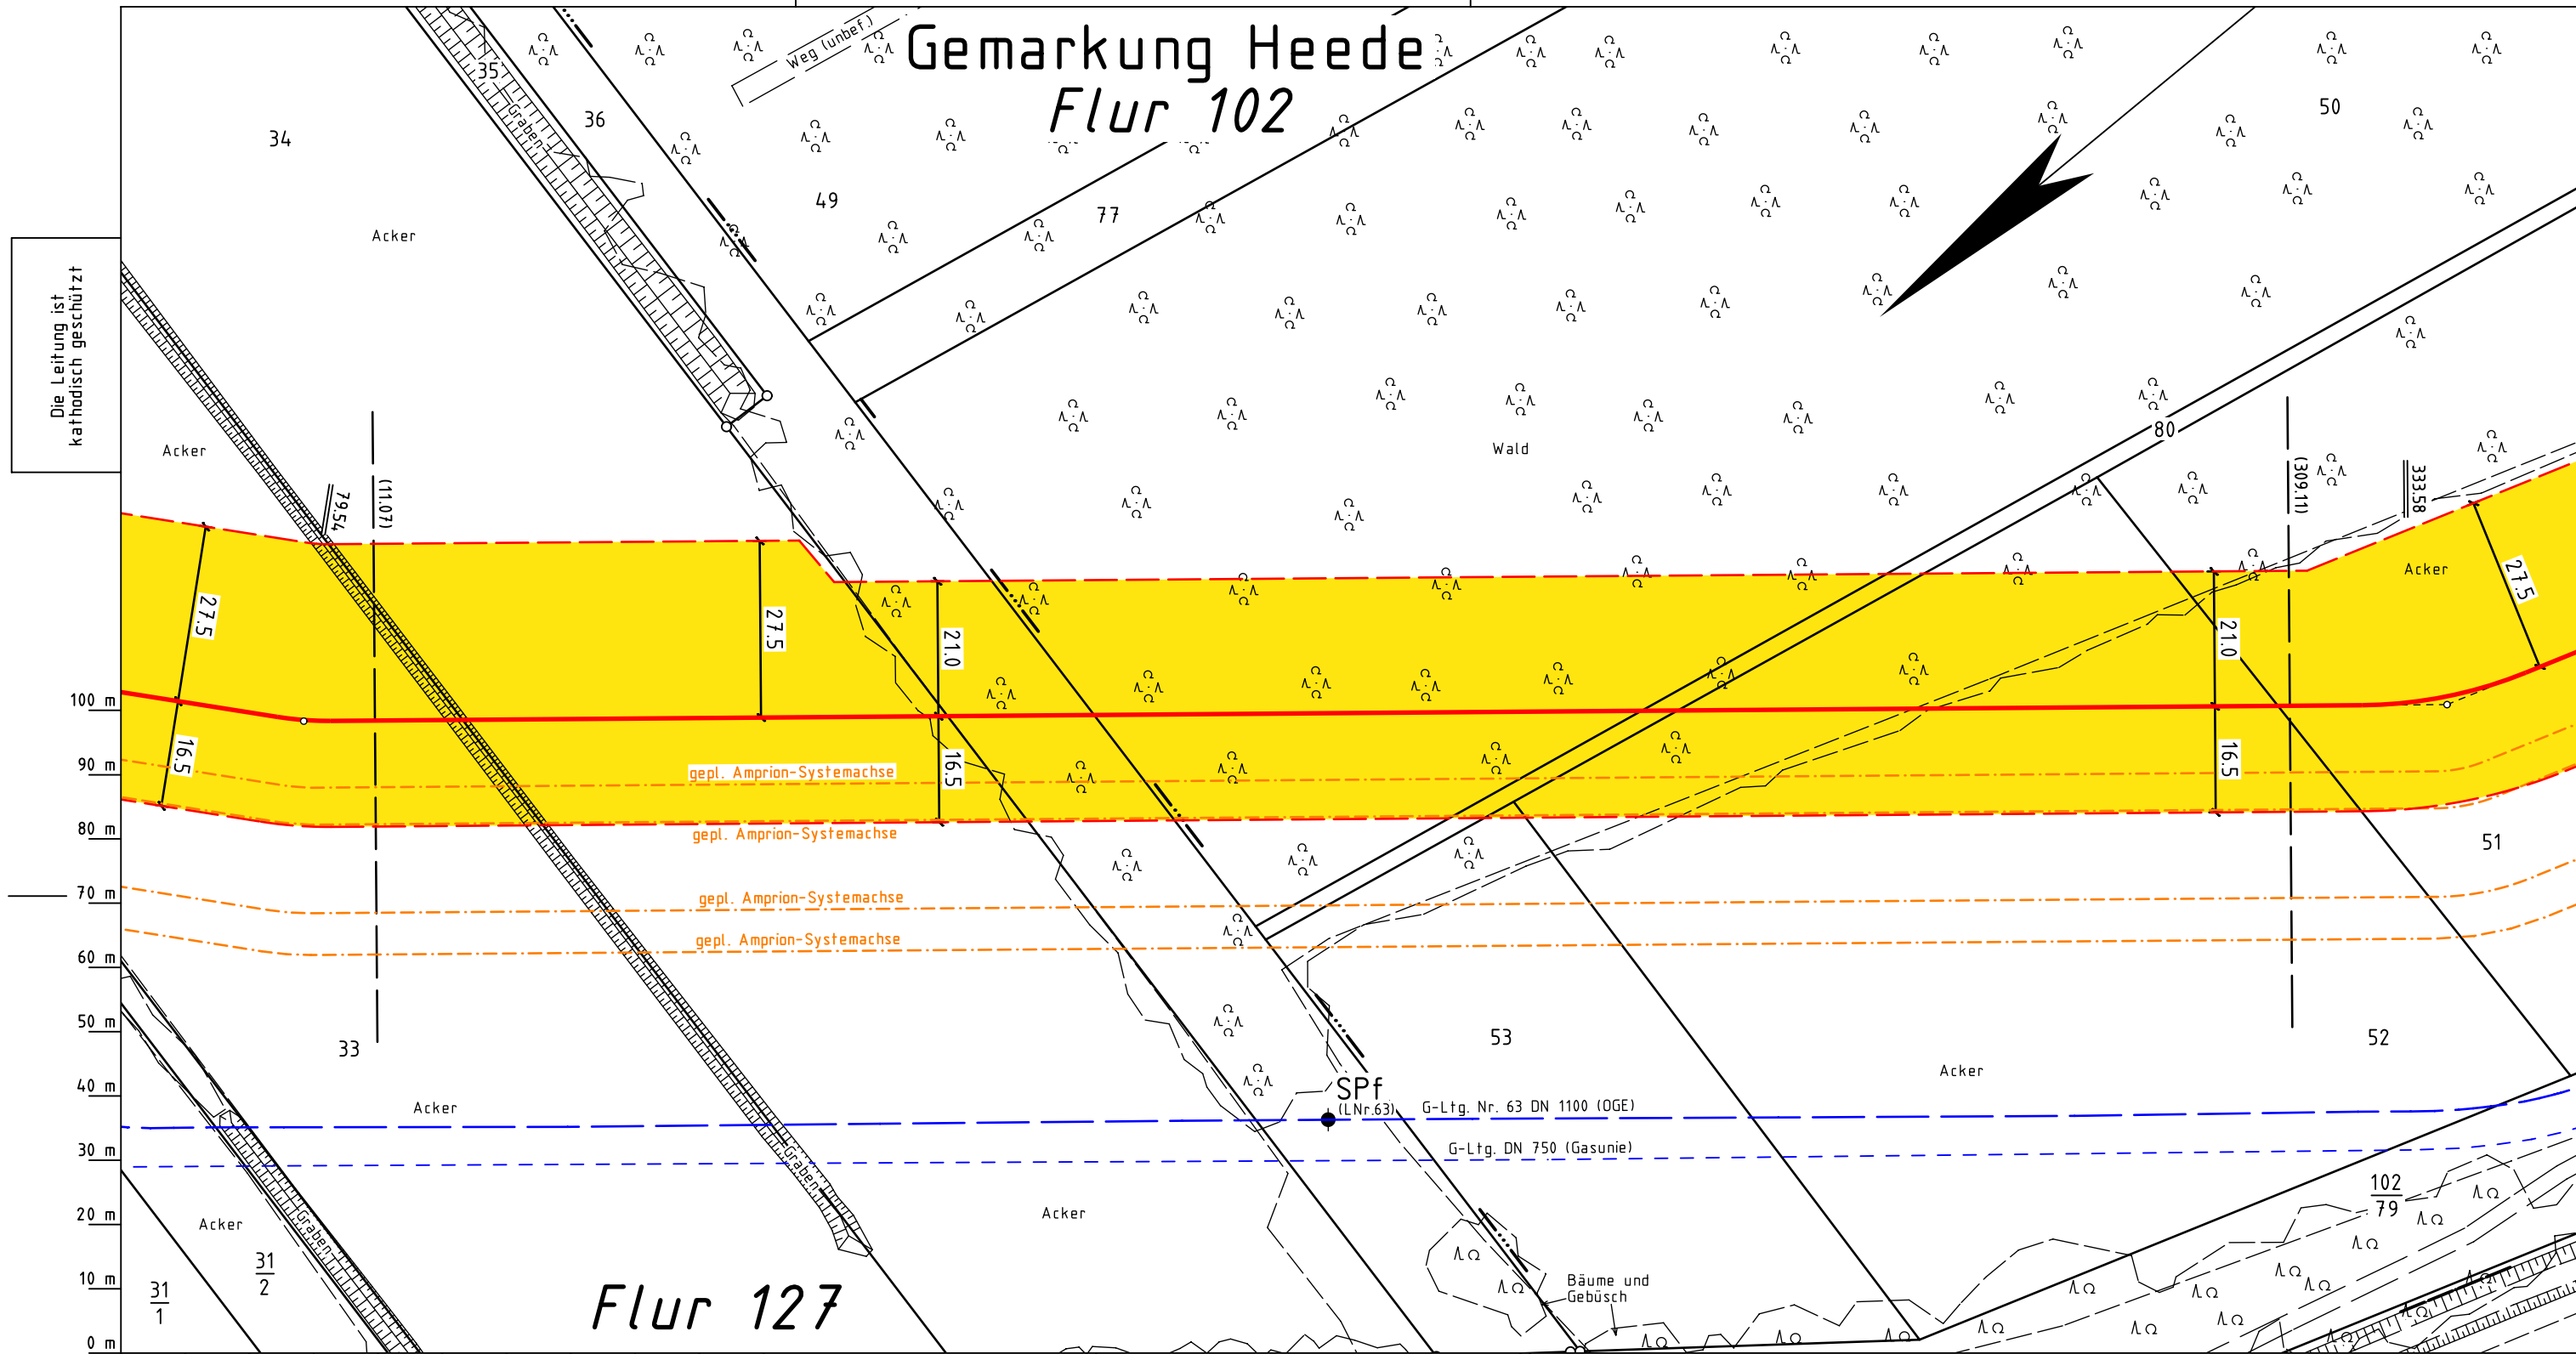 Gemarkung Heede
Flur 102
Weg (unbef.)
35
Graben
36
34
49
77
50
Acker
Die Leitung ist
kathodisch geschützt
Acker
Wald
80
79.54
(11.07)
(309.11)
333.58
Acker
27.5
27.5
21.0
21.0
27.5
100 m
16.5
16.5
16.5
90 m
gepl. Amprion-Systemachse
80 m
gepl. Amprion-Systemachse
51
70 m
gepl. Amprion-Systemachse
gepl. Amprion-Systemachse
60 m
50 m
33
53
52
40 m
Acker
Acker
SPf
(LNr.63)
G-Ltg. Nr. 63 DN 1100 (OGE)
30 m
Graben
G-Ltg. DN 750 (Gasunie)
102
79
20 m
Acker
Graben
Acker
31
2
10 m
31
1
Flur 127
Bäume und
Gebüsch
0 m